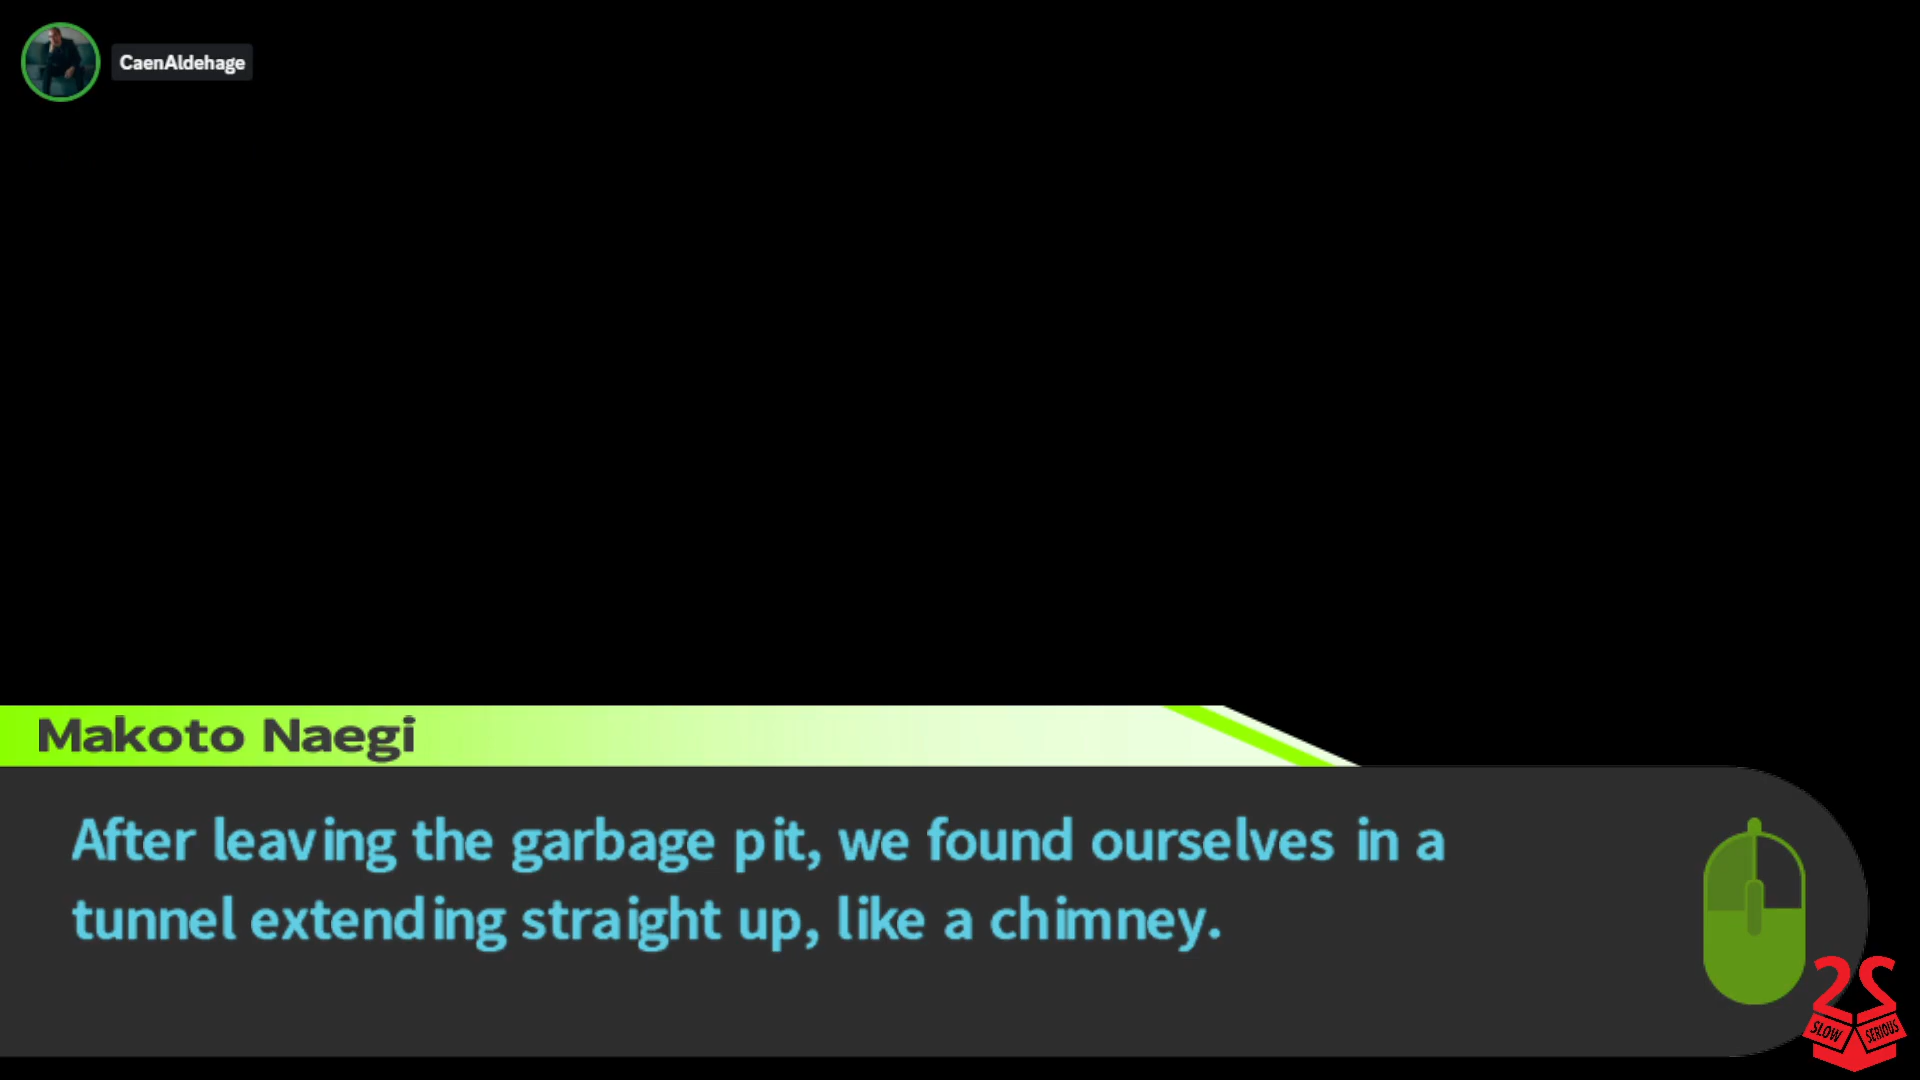 CaenAldehage
Makoto Naegi
After leaving the garbage pit, we found ourselves in a
tunnel extending straight up, like a chimney.
2S
SLOW SERIOUS